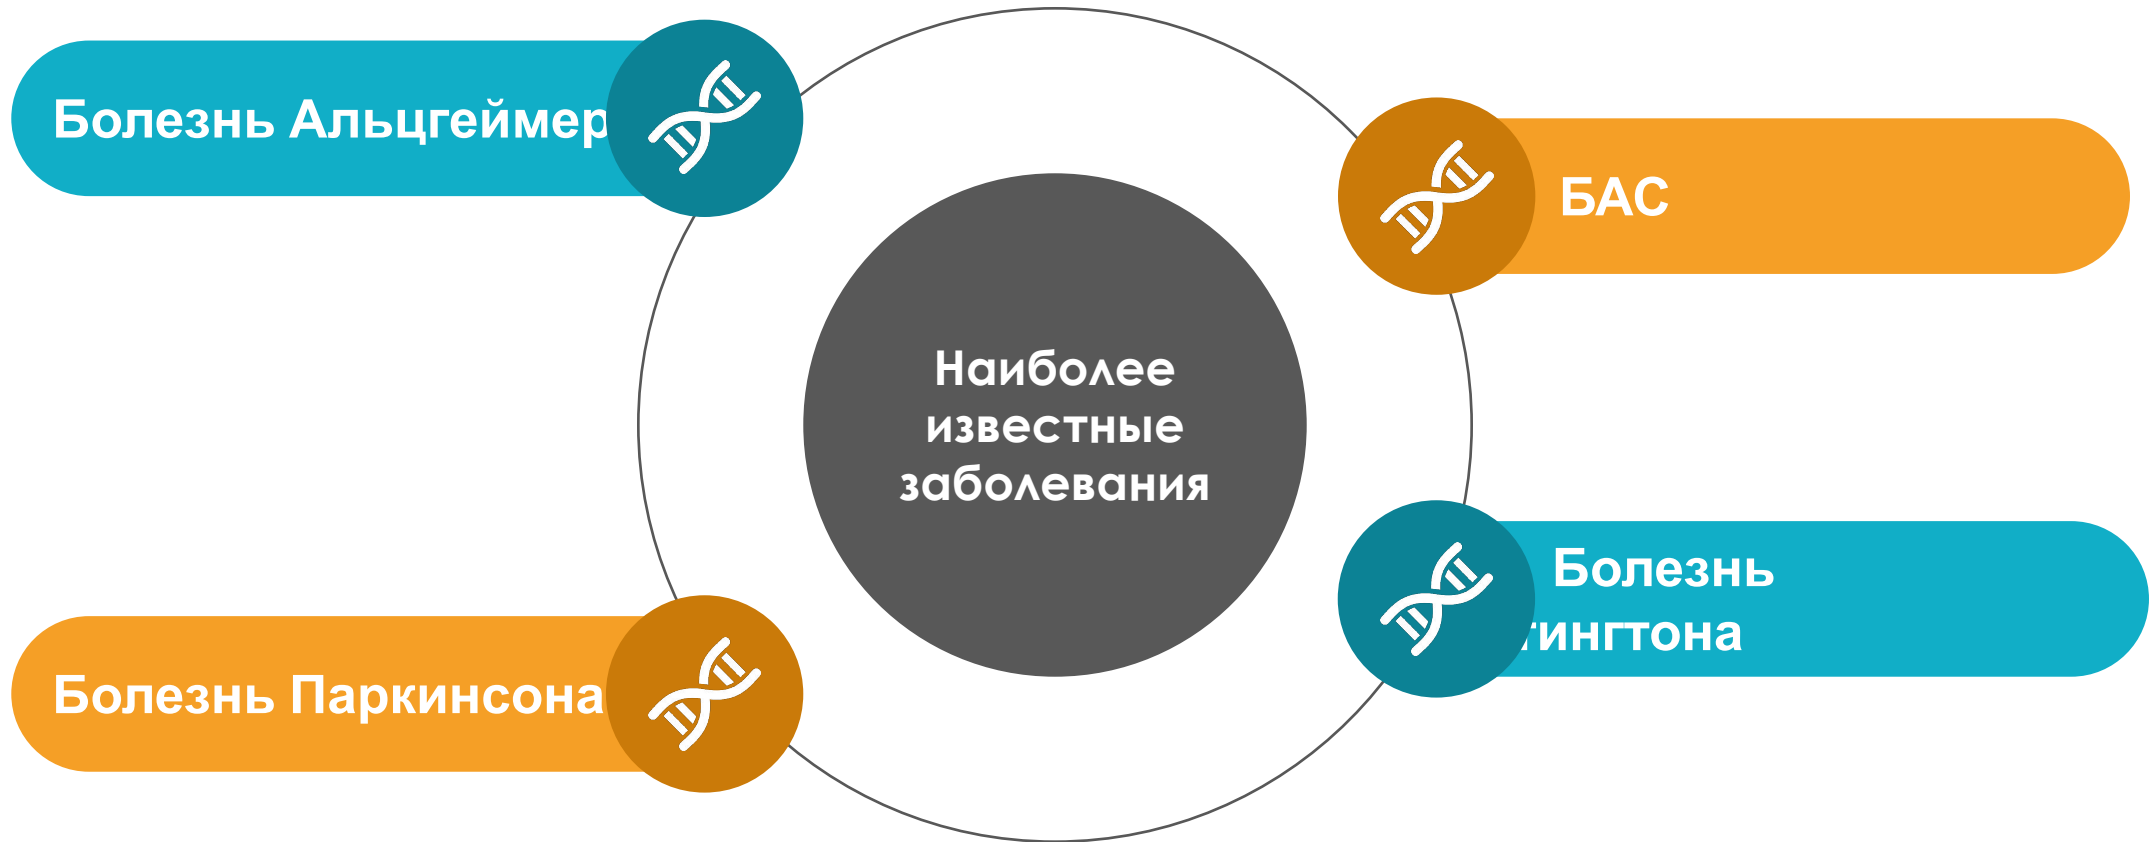 Болезнь Альцгеймер
БАС
Наиболее
известные
заболевания
Болезнь
тингтона
Болезнь Паркинсона